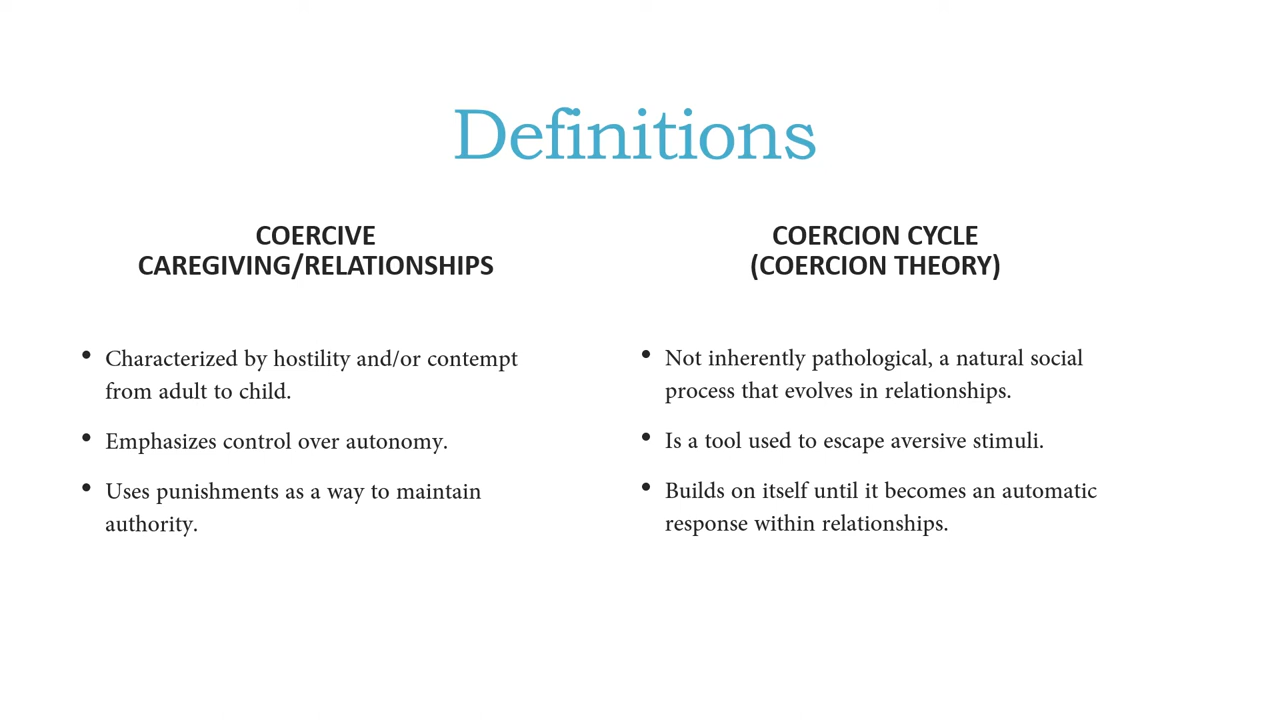 Definitions
COERCIVE
CAREGIVING/RELATIONSHIPS
• Characterized by hostility and/or contempt
from adult to child.
• Emphasizes control over autonomy.
• Uses punishments as a way to maintain
authority.
COERCION CYCLE
(COERCION THEORY)
• Not inherently pathological, a natural social
process that evolves in relationships.
• Is a tool used to escape aversive stimuli.
• Builds on itself until it becomes an automatic
response within relationships.